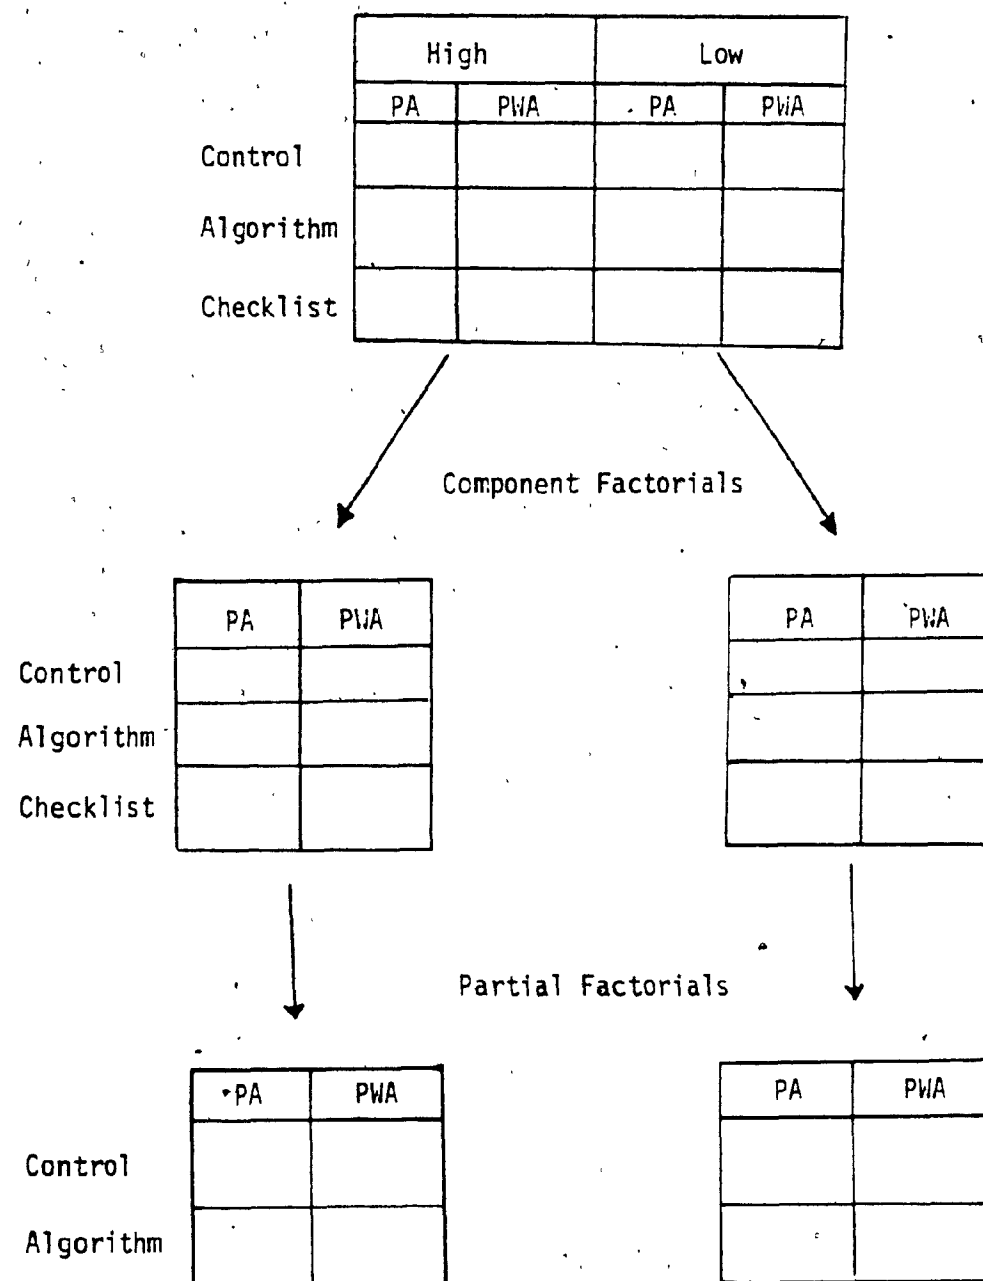 High Low
PA PWA PA PWA
Control
Algorithm
Checklist
Component Factorials
PA PWA PA PWA
Control
Algorithm
Checklist
Partial Factorials
PA PWA PA PWA
Control
Algorithm